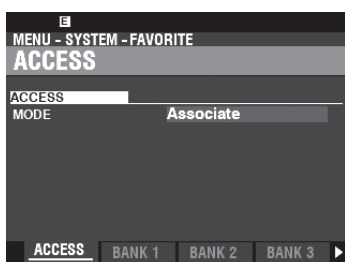 E
MENU - SYSTEM - FAVORITE
ACCESS
ACCESS
MODE Associate
ACCESS BANK 1 BANK 2 BANK 3